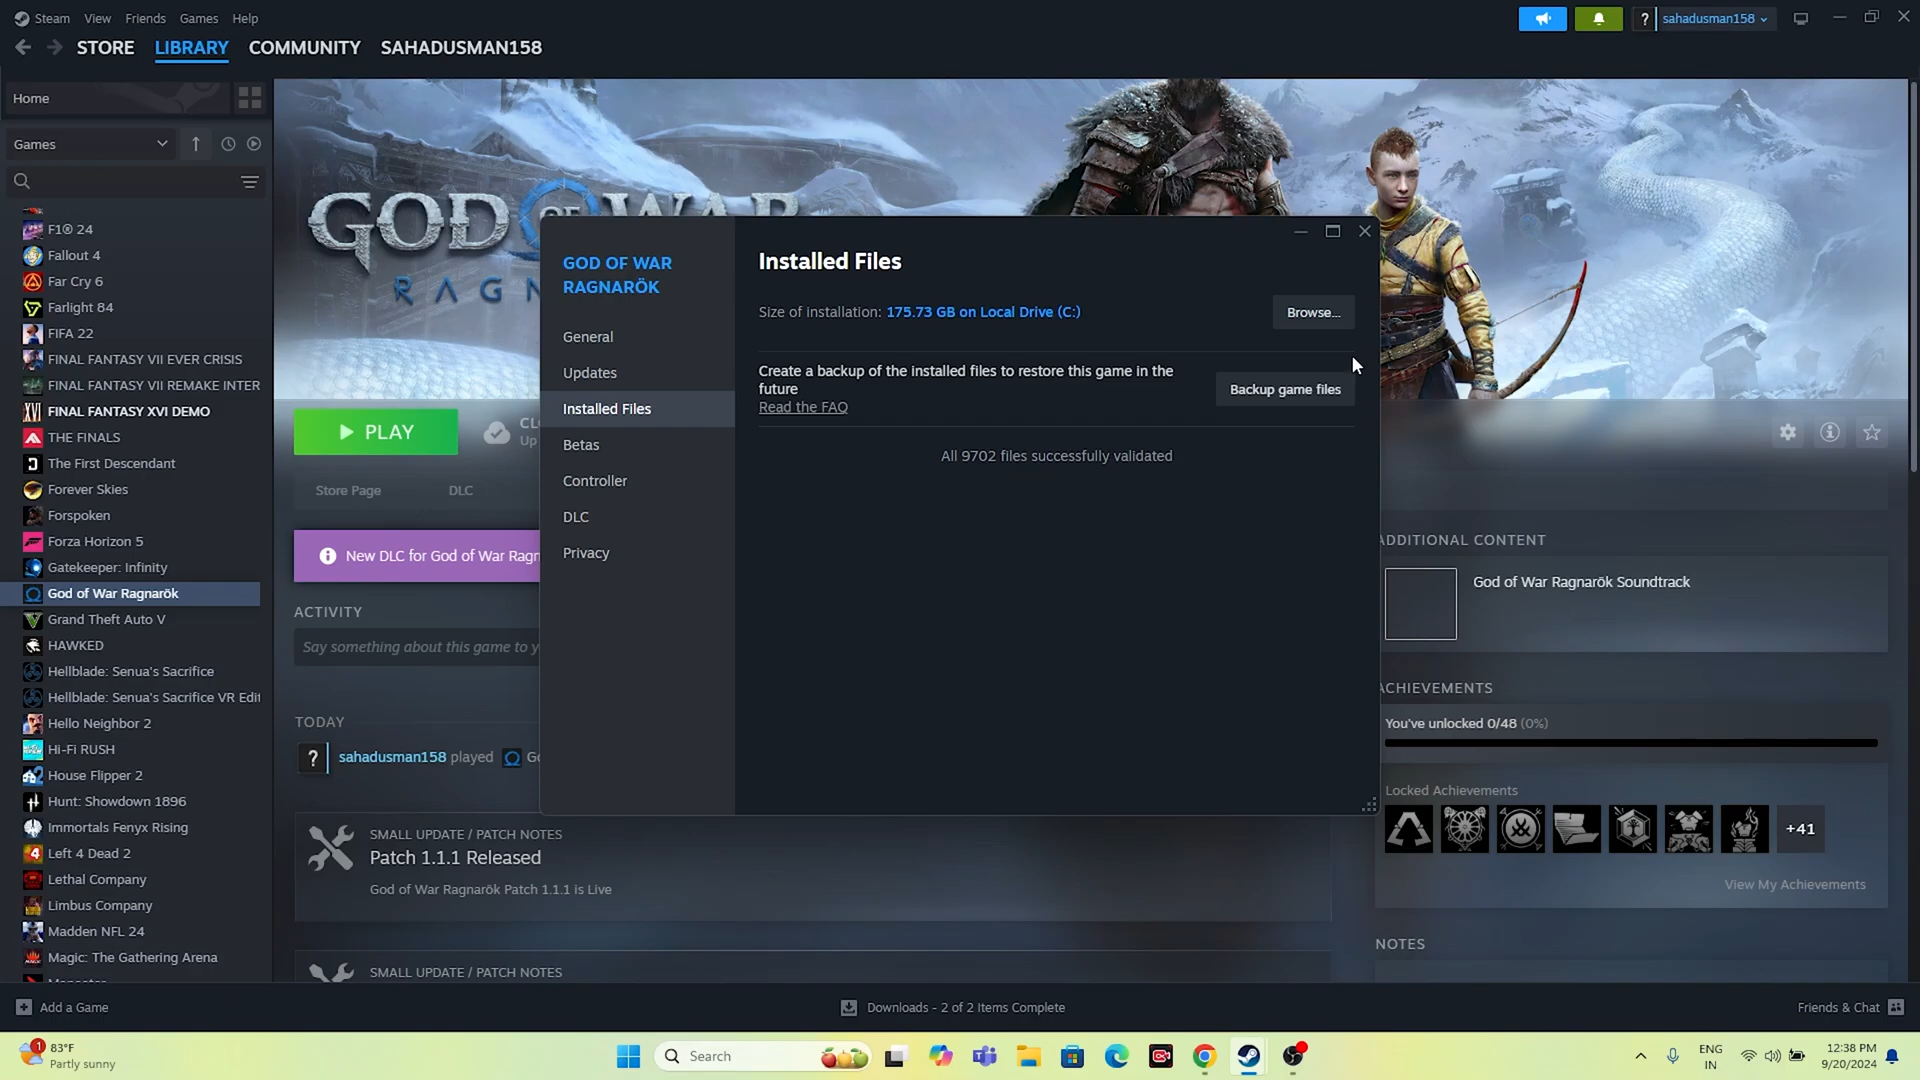 Steam View Friends Games Help
sahadusman158
STORE LIBRARY COMMUNITY SAHADUSMAN158
Home
Games
F1® 24
Fallout 4
Far Cry 6
Farlight 84
FIFA 22
FINAL FANTASY VII EVER CRISIS
FINAL FANTASY VII REMAKE INTER
FINAL FANTASY XVI DEMO
THE FINALS
The First Descendant
Forever Skies
Forspoken
Forza Horizon 5
Gatekeeper: Infinity
God of War Ragnarök
Grand Theft Auto V
HAWKED
Hellblade: Senua's Sacrifice
Hellblade: Senua's Sacrifice VR Edit
Hello Neighbor 2
Hi-Fi RUSH
House Flipper 2
Hunt: Showdown 1896
Immortals Fenyx Rising
Left 4 Dead 2
Lethal Company
Limbus Company
Madden NFL 24
Magic: The Gathering Arena
GOD OF WAR
RAGN
PLAY
CL
Up
Store Page DLC
New DLC for God of War Ragn
ACTIVITY
Say something about this game to y
TODAY
sahadusman158 played Go
SMALL UPDATE / PATCH NOTES
Patch 1.1.1 Released
God of War Ragnarök Patch 1.1.1 is Live
SMALL UPDATE / PATCH NOTES
GOD OF WAR
RAGNARÖK
General
Updates
Installed Files
Betas
Controller
DLC
Privacy
Installed Files
Size of installation: 175.73 GB on Local Drive (C:)
Browse...
Create a backup of the installed files to restore this game in the
future
Read the FAQ
Backup game files
All 9702 files successfully validated
ADDITIONAL CONTENT
God of War Ragnarök Soundtrack
ACHIEVEMENTS
You've unlocked 0/48 (0%)
Locked Achievements
+41
View My Achievements
NOTES
Add a Game
Downloads - 2 of 2 Items Complete
Friends & Chat
1
83°F
Partly sunny
Search
ENG
IN
12:38 PM
9/20/2024